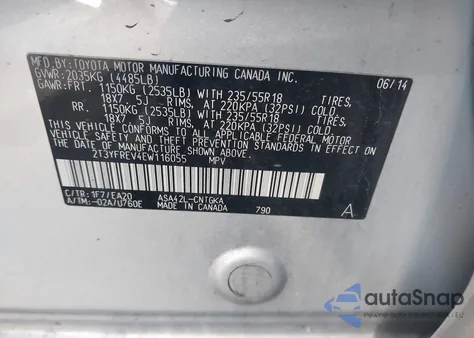 MFD.BY:TOYOTA MOTOR MANUFACTURING CANADA INC.
GVWR:2035KG (4485LB) 06/14
GAWR:FRT. 1150KG (2535LB) WITH 235/55R18 TIRES,
18X7.5J RIMS, AT 220KPA (32PSI) COLD.
RR. 1150KG (2535LB) WITH 235/55R18 TIRES,
18X7.5J RIMS, AT 220KPA (32PSI) COLD.
THIS VEHICLE CONFORMS TO ALL APPLICABLE FEDERAL MOTOR
VEHICLE SAFETY AND THEFT PREVENTION STANDARDS IN EFFECT
ON THE DATE OF MANUFACTURE SHOWN ABOVE.
2T3YFREV4EW116055 MPV
C/TR:1F7/EA20 ASA42L-CNTGKA
A/TM:-02A/U760E MADE IN CANADA 790 A
autoSnap